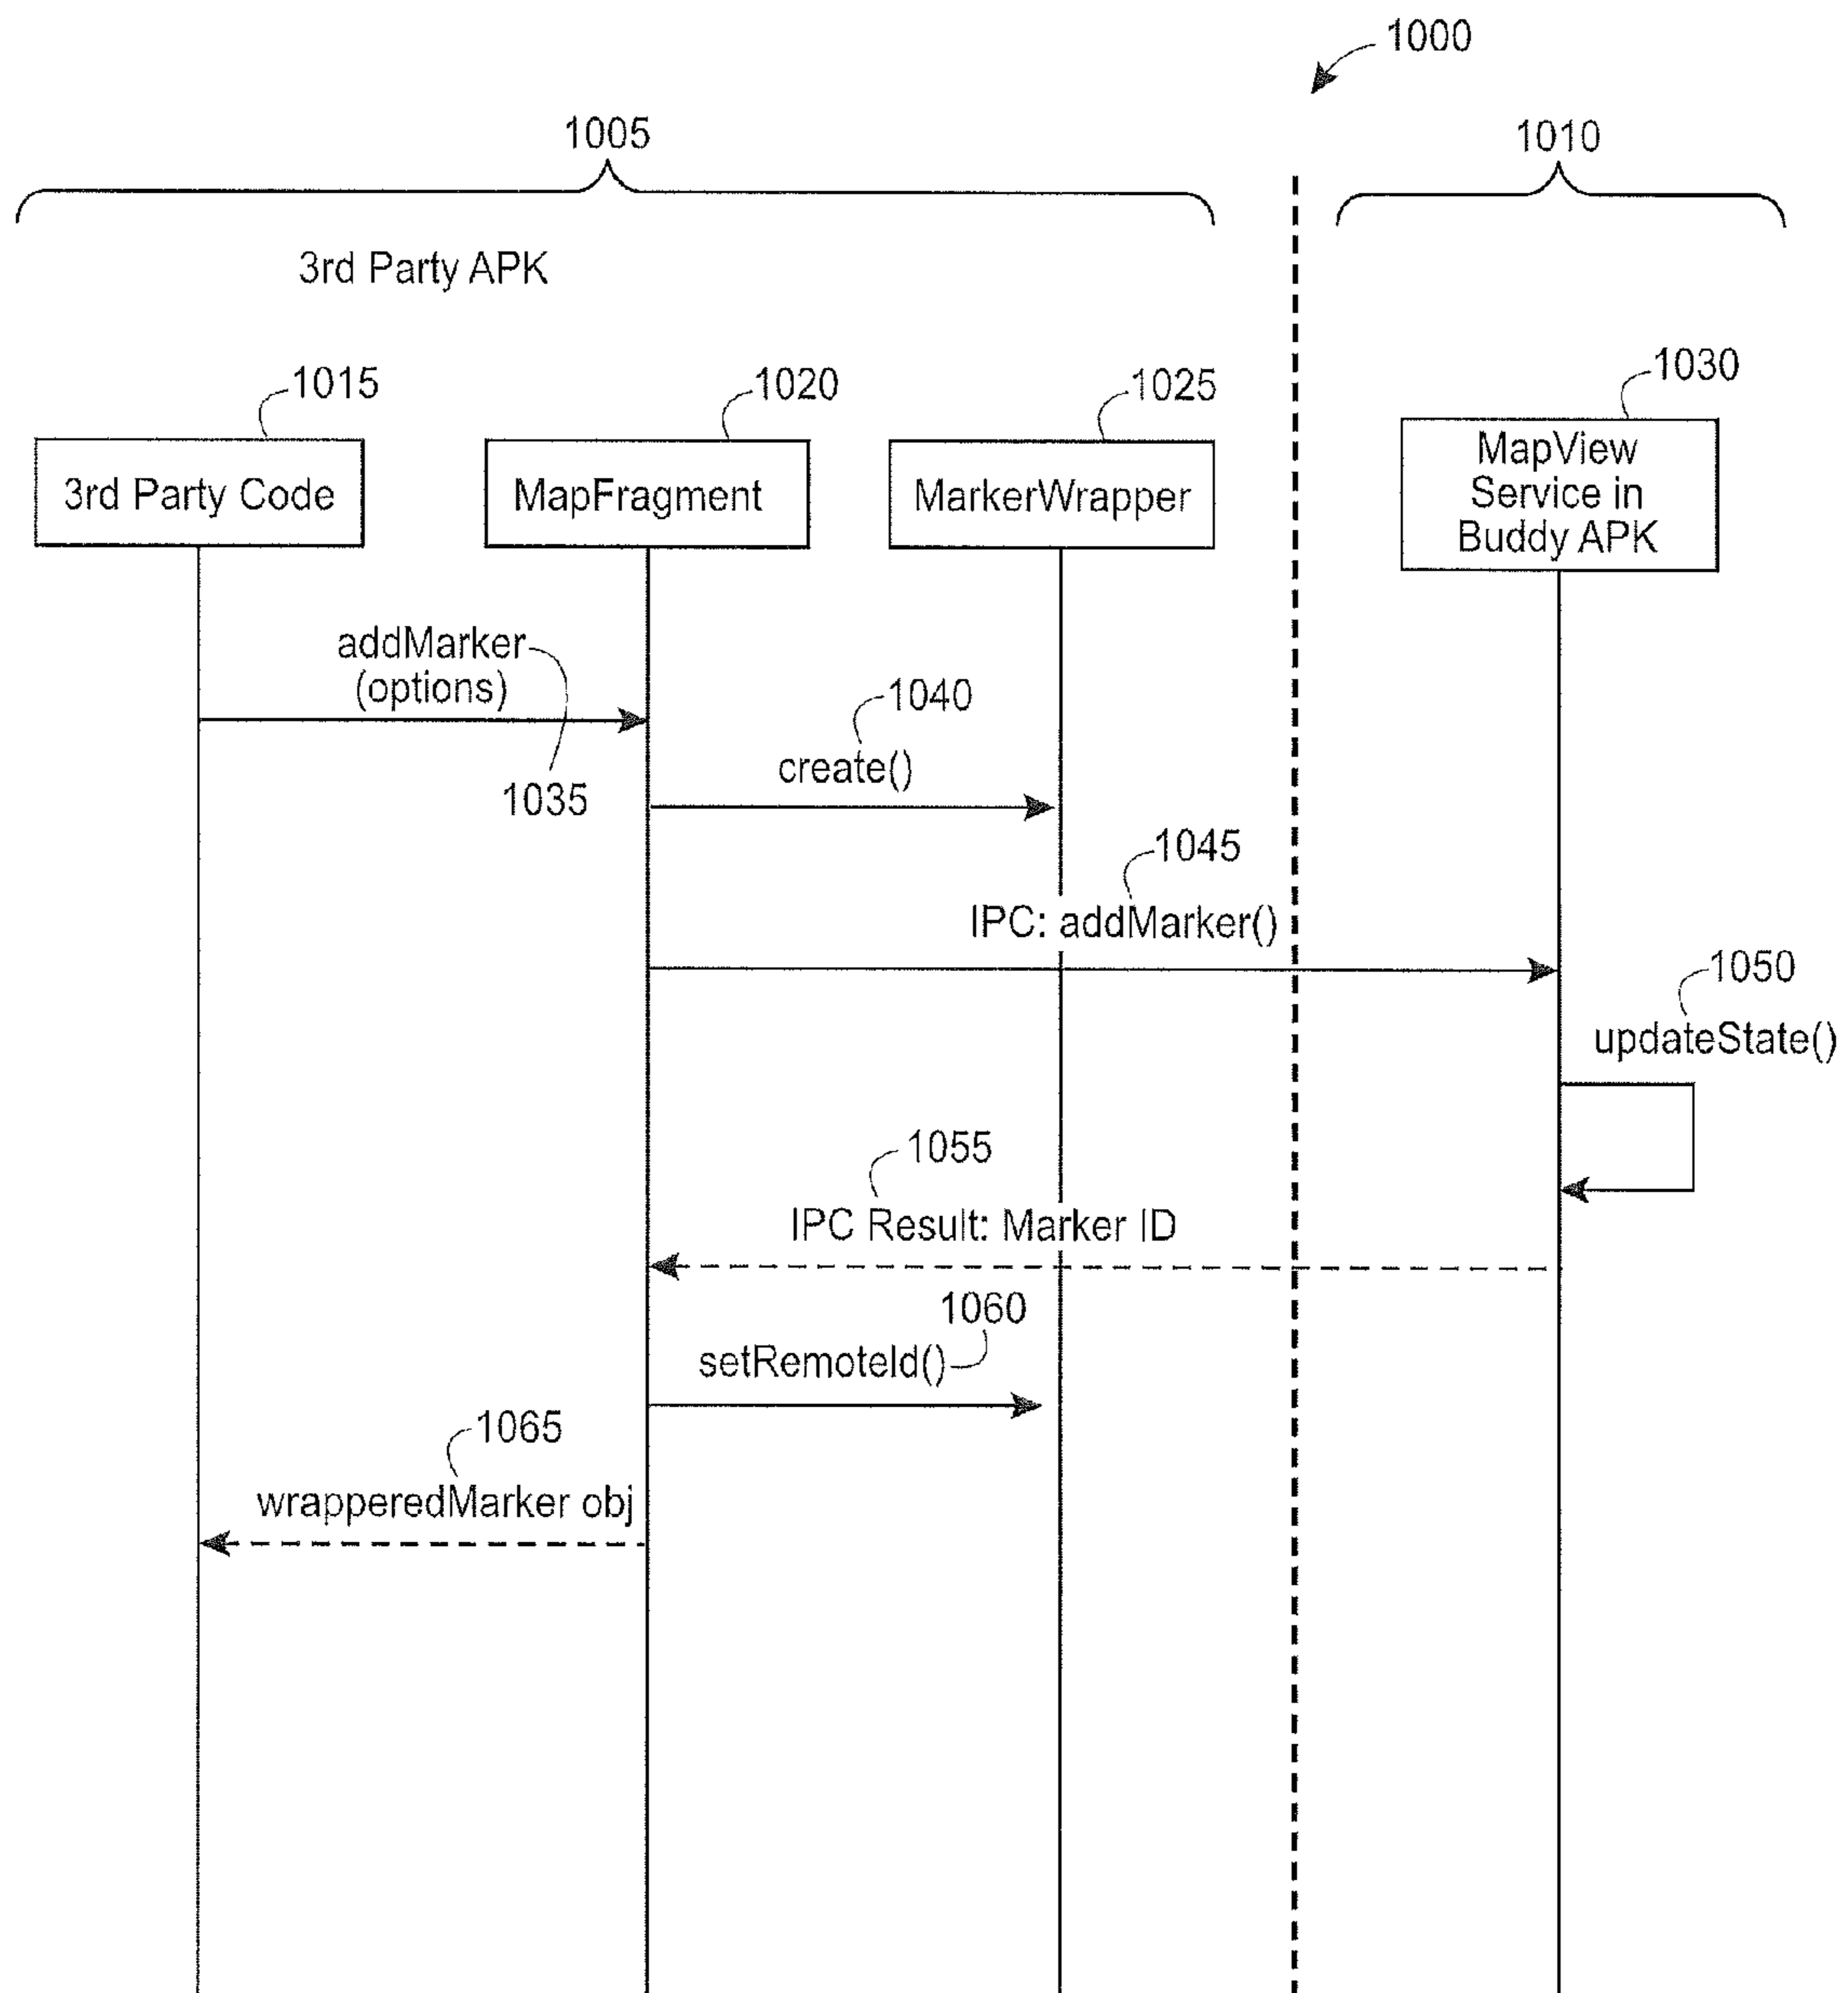 1000
1005
1010
3rd Party APK
1015
1020
1025
1030
3rd Party Code
MapFragment
MarkerWrapper
MapView
Service in
Buddy APK
addMarker
(options)
1035
1040
create()
1045
IPC: addMarker()
1050
updateState()
1055
IPC Result: Marker ID
1060
setRemoteId()
1065
wrapperedMarker obj